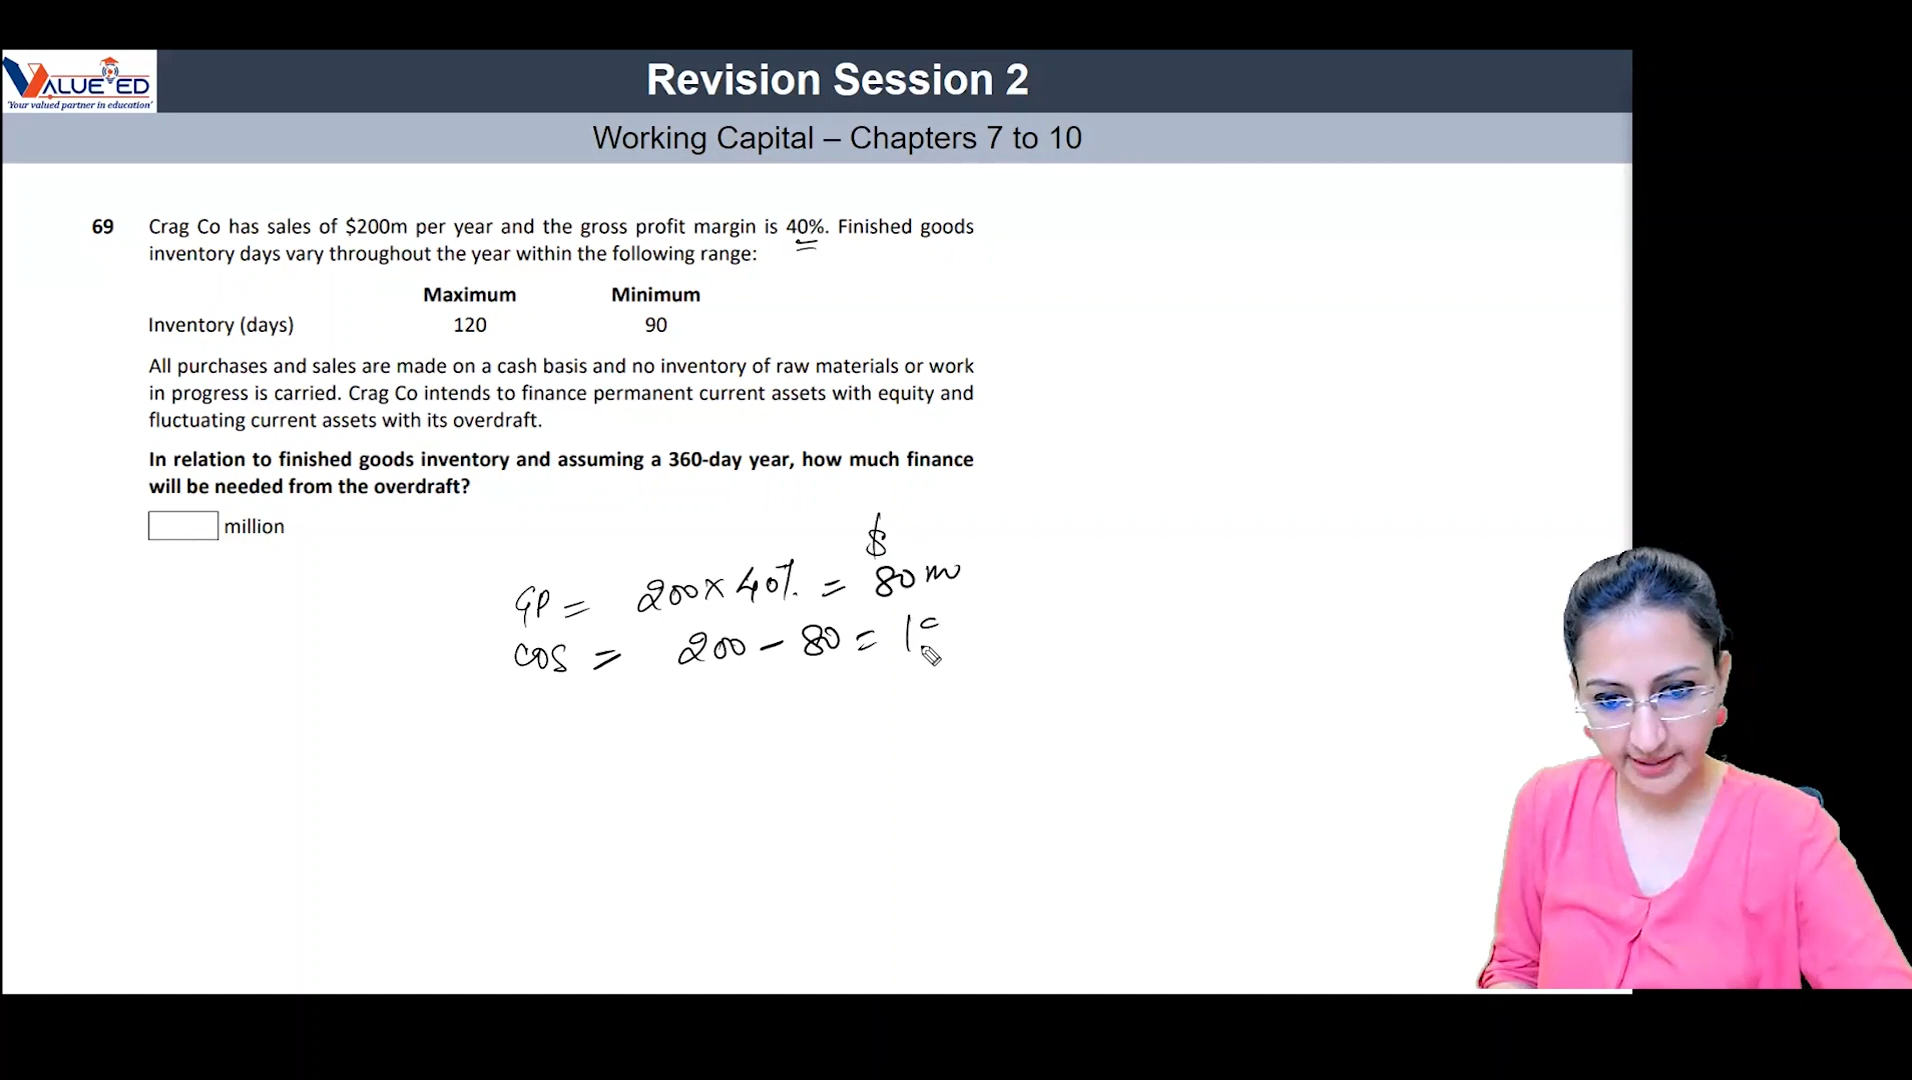 VALUE ED
'Your valued partner in education'
Revision Session 2
Working Capital – Chapters 7 to 10
69 Crag Co has sales of $200m per year and the gross profit margin is 40%. Finished goods
inventory days vary throughout the year within the following range:
Maximum Minimum
Inventory (days) 120 90
All purchases and sales are made on a cash basis and no inventory of raw materials or work
in progress is carried. Crag Co intends to finance permanent current assets with equity and
fluctuating current assets with its overdraft.
In relation to finished goods inventory and assuming a 360-day year, how much finance
will be needed from the overdraft?
million
$
GP = 200 × 40% = 80m
COS = 200 – 80 = 1